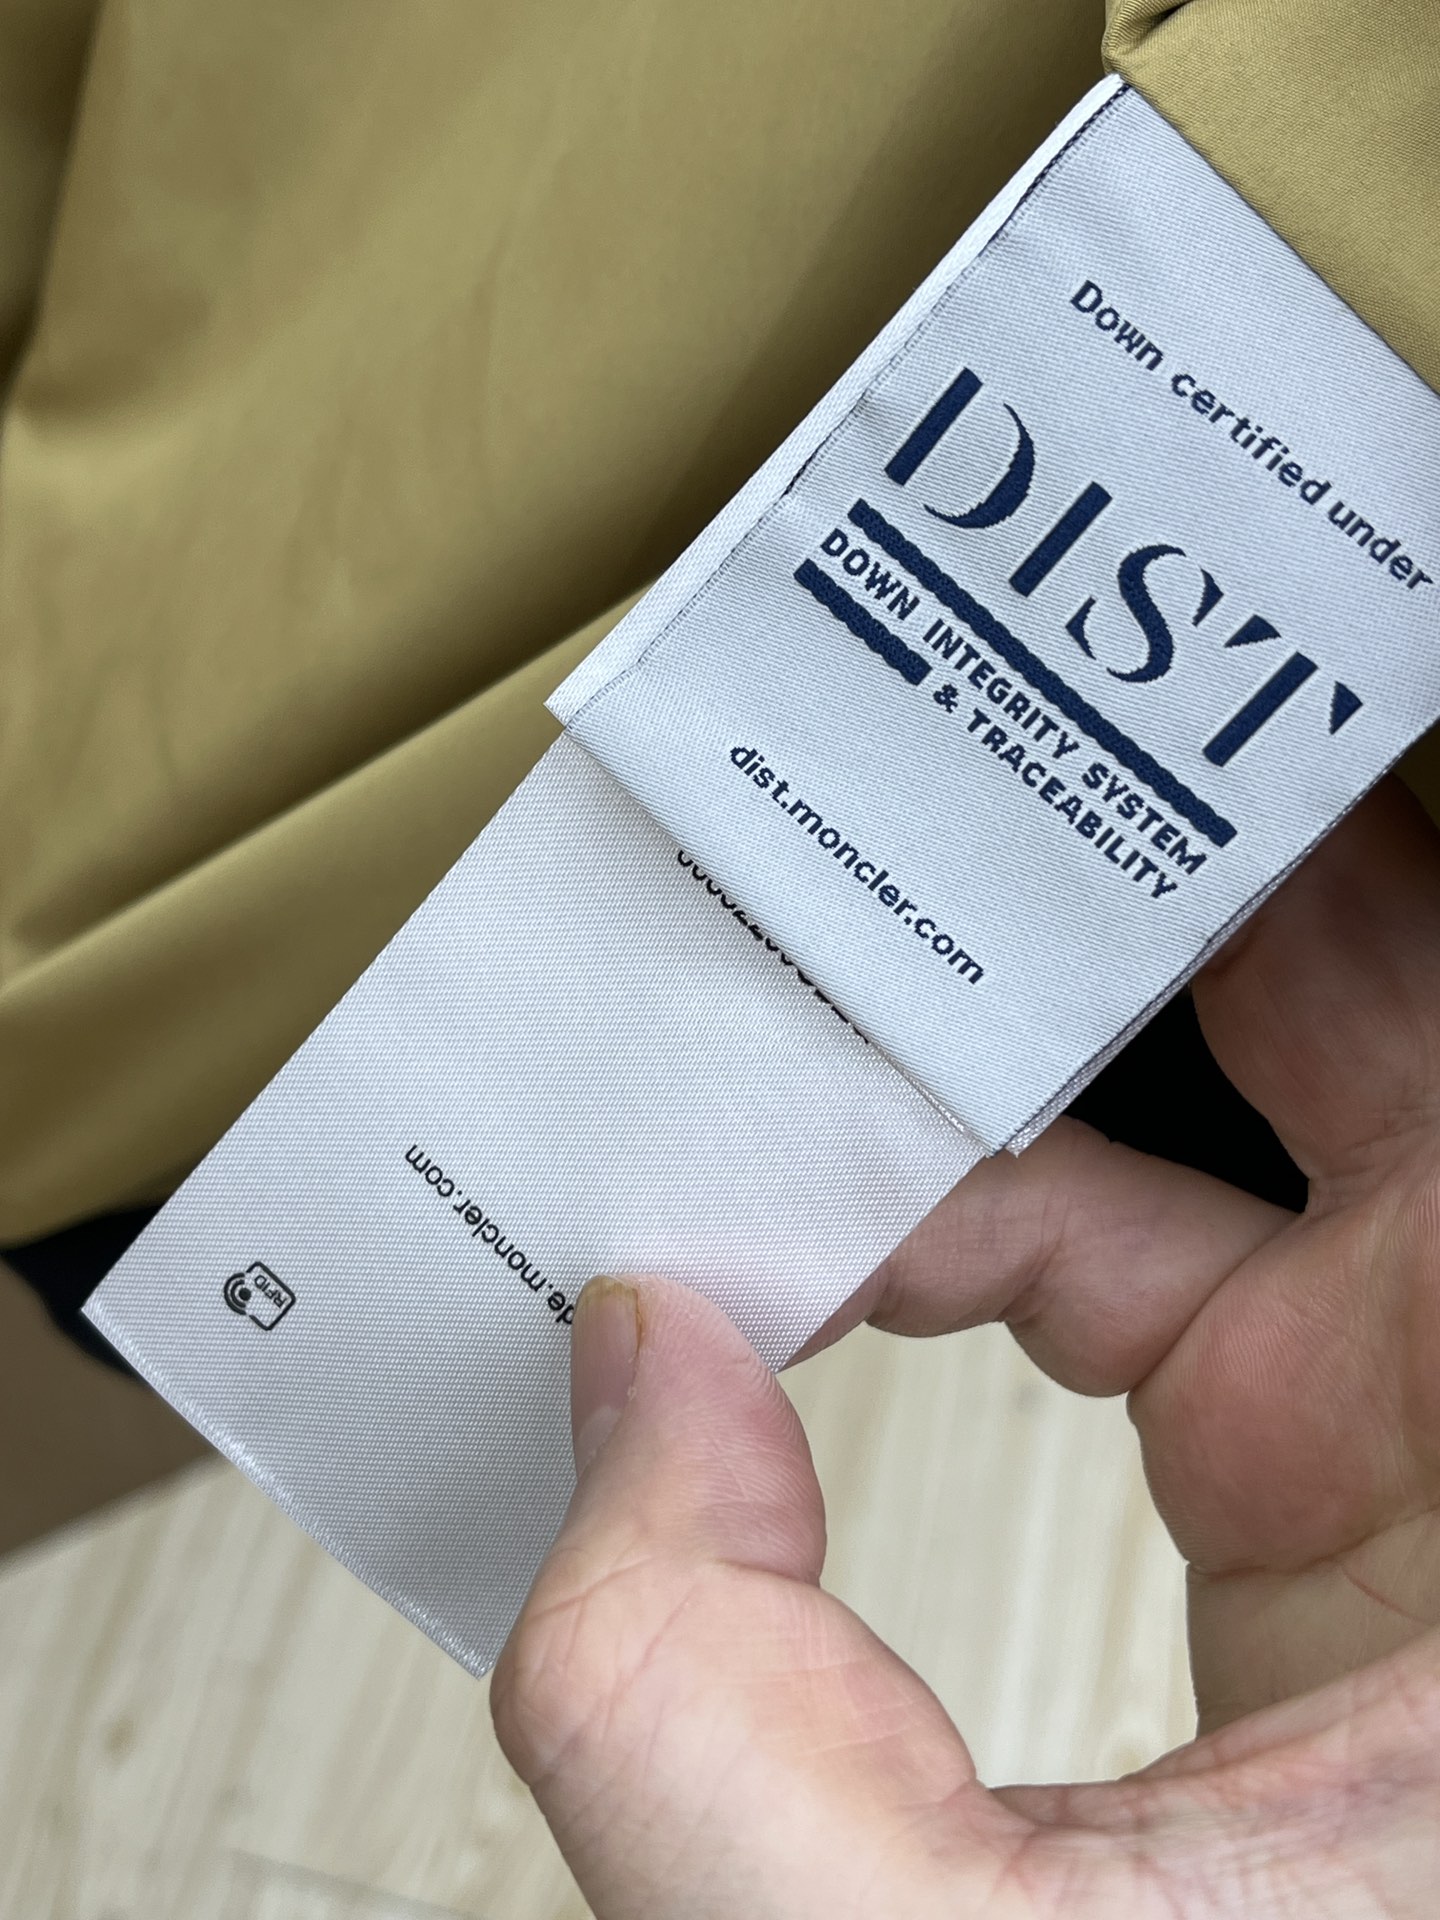 Down certified under
DIST
DOWN INTEGRITY SYSTEM
& TRACEABILITY
dist.moncler.com
de.moncler.com
RFID